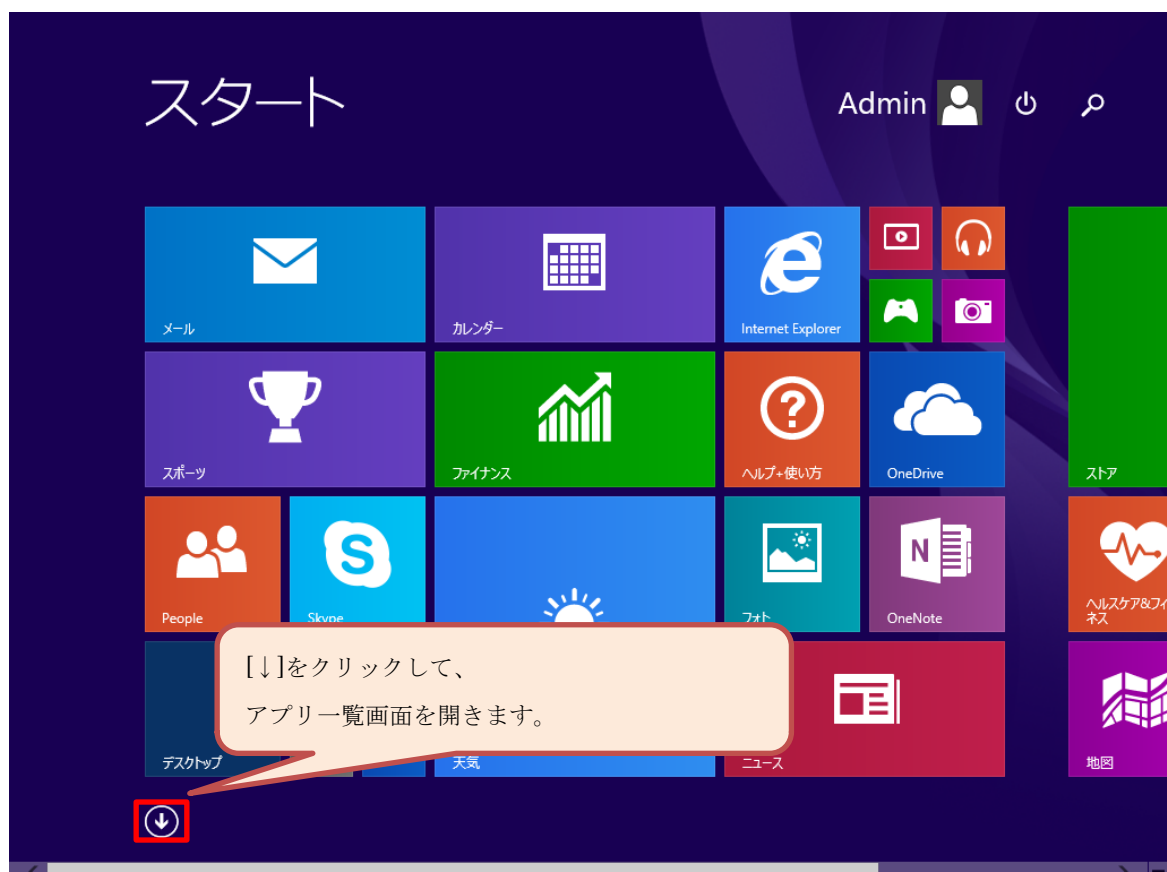 スタート
Admin
メール
カレンダー
Internet Explorer
スポーツ
ファイナンス
ヘルプ+使い方
OneDrive
ストア
People
Skype
フォト
N
OneNote
ヘルスケア&フィ
ネス
[↓]をクリックして、
アプリ一覧画面を開きます。
デスクトップ
天気
ニュース
地図